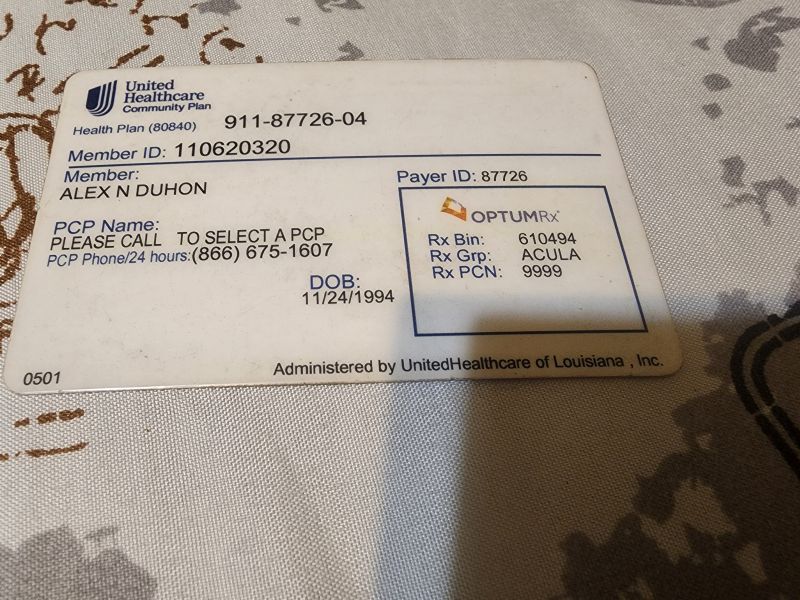 United
Healthcare
Community Plan
Health Plan (80840) 911-87726-04
Member ID: 110620320
Member:
ALEX N DUHON
Payer ID: 87726
PCP Name:
PLEASE CALL TO SELECT A PCP
PCP Phone/24 hours:(866) 675-1607
DOB:
11/24/1994
OPTUMRx
Rx Bin: 610494
Rx Grp: ACULA
Rx PCN: 9999
0501
Administered by UnitedHealthcare of Louisiana , Inc.